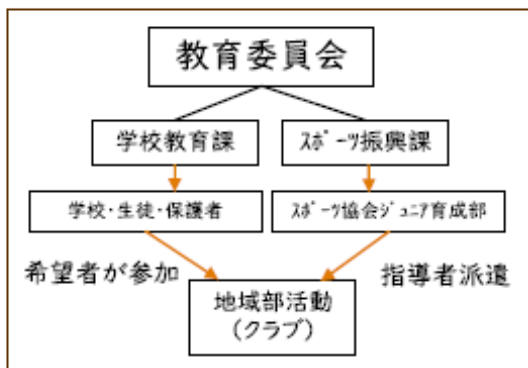 教育委員会
学校教育課
スポーツ振興課
学校・生徒・保護者
スポーツ協会ジュニア育成部
希望者が参加
指導者派遣
地域部活動
(クラブ)